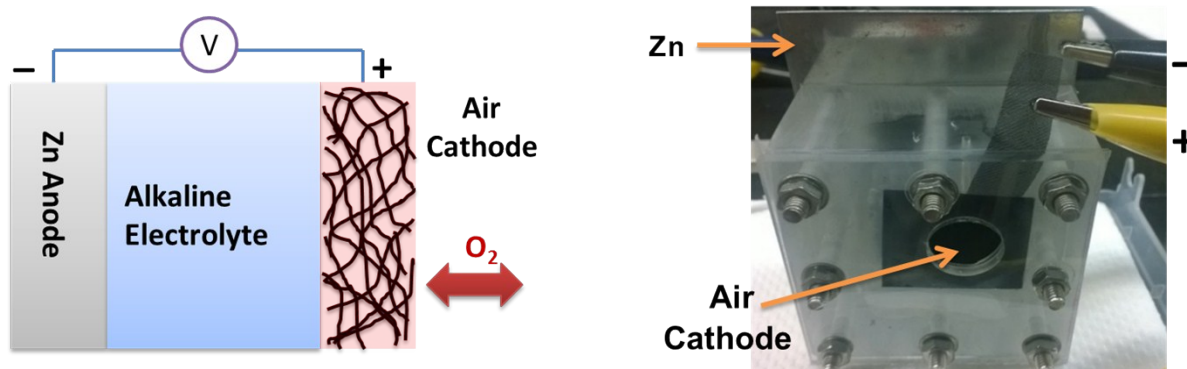 V
− +
Zn Anode
Alkaline
Electrolyte
Air
Cathode
O₂
Zn
−
+
Air
Cathode